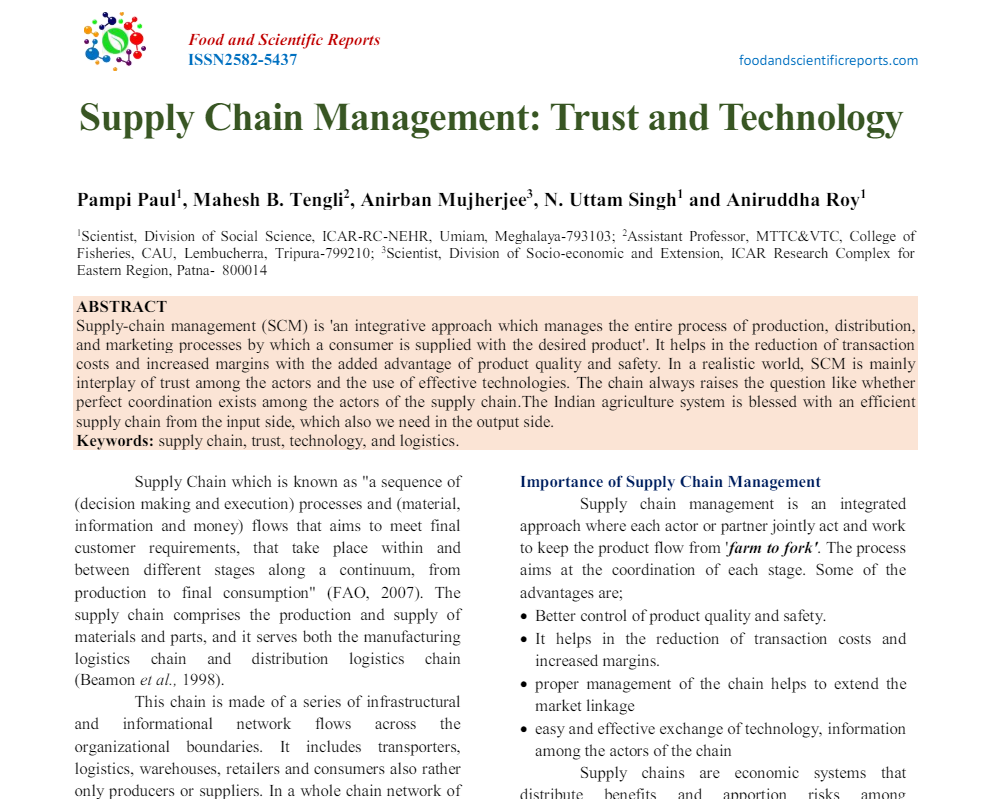 Food and Scientific Reports
ISSN2582-5437
foodandscientificreports.com
Supply Chain Management: Trust and Technology
Pampi Paul1, Mahesh B. Tengli2, Anirban Mujherjee3, N. Uttam Singh1 and Aniruddha Roy1
1Scientist, Division of Social Science, ICAR-RC-NEHR, Umiam, Meghalaya-793103; 2Assistant Professor, MTTC&VTC, College of
Fisheries, CAU, Lembucherra, Tripura-799210; 3Scientist, Division of Socio-economic and Extension, ICAR Research Complex for
Eastern Region, Patna- 800014
ABSTRACT
Supply-chain management (SCM) is 'an integrative approach which manages the entire process of production, distribution,
and marketing processes by which a consumer is supplied with the desired product'. It helps in the reduction of transaction
costs and increased margins with the added advantage of product quality and safety. In a realistic world, SCM is mainly
interplay of trust among the actors and the use of effective technologies. The chain always raises the question like whether
perfect coordination exists among the actors of the supply chain.The Indian agriculture system is blessed with an efficient
supply chain from the input side, which also we need in the output side.
Keywords: supply chain, trust, technology, and logistics.
Supply Chain which is known as "a sequence of
(decision making and execution) processes and (material,
information and money) flows that aims to meet final
customer requirements, that take place within and
between different stages along a continuum, from
production to final consumption" (FAO, 2007). The
supply chain comprises the production and supply of
materials and parts, and it serves both the manufacturing
logistics chain and distribution logistics chain
(Beamon et al., 1998).
This chain is made of a series of infrastructural
and informational network flows across the
organizational boundaries. It includes transporters,
logistics, warehouses, retailers and consumers also rather
only producers or suppliers. In a whole chain network of
Importance of Supply Chain Management
Supply chain management is an integrated
approach where each actor or partner jointly act and work
to keep the product flow from 'farm to fork'. The process
aims at the coordination of each stage. Some of the
advantages are;
• Better control of product quality and safety.
• It helps in the reduction of transaction costs and
increased margins.
• proper management of the chain helps to extend the
market linkage
• easy and effective exchange of technology, information
among the actors of the chain
Supply chains are economic systems that
distribute benefits and apportion risks among